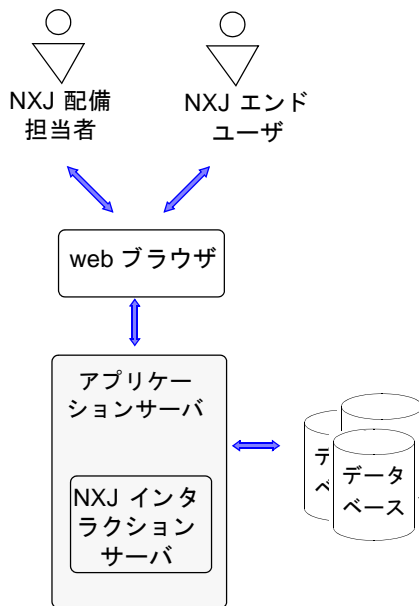 NXJ 配備
担当者
NXJ エンド
ユーザ
web ブラウザ
アプリケー
ションサーバ
NXJ インタ
ラクション
サーバ
デ
ベ
データ
ベース